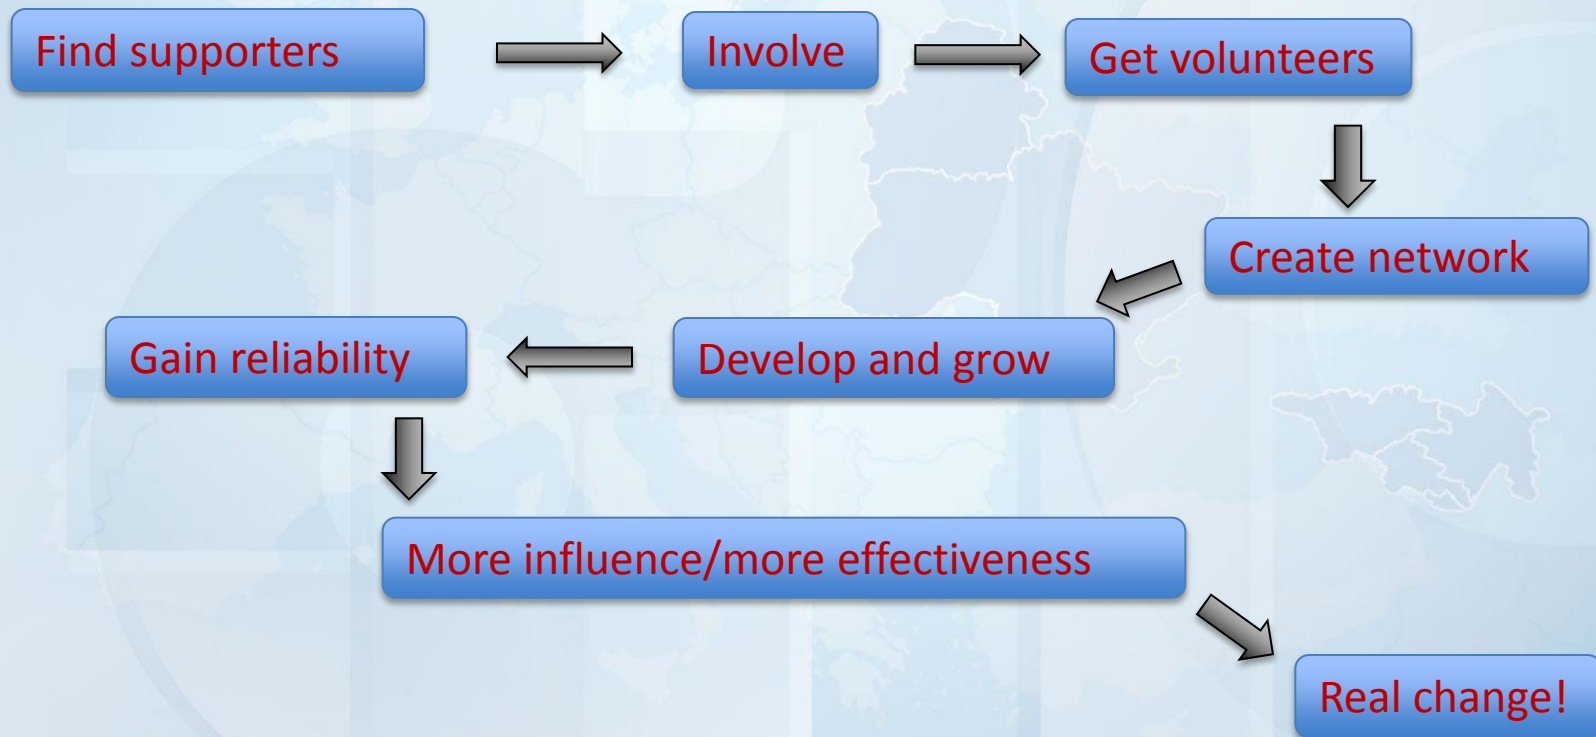 Find supporters
Involve
Get volunteers
Create network
Develop and grow
Gain reliability
More influence/more effectiveness
Real change!